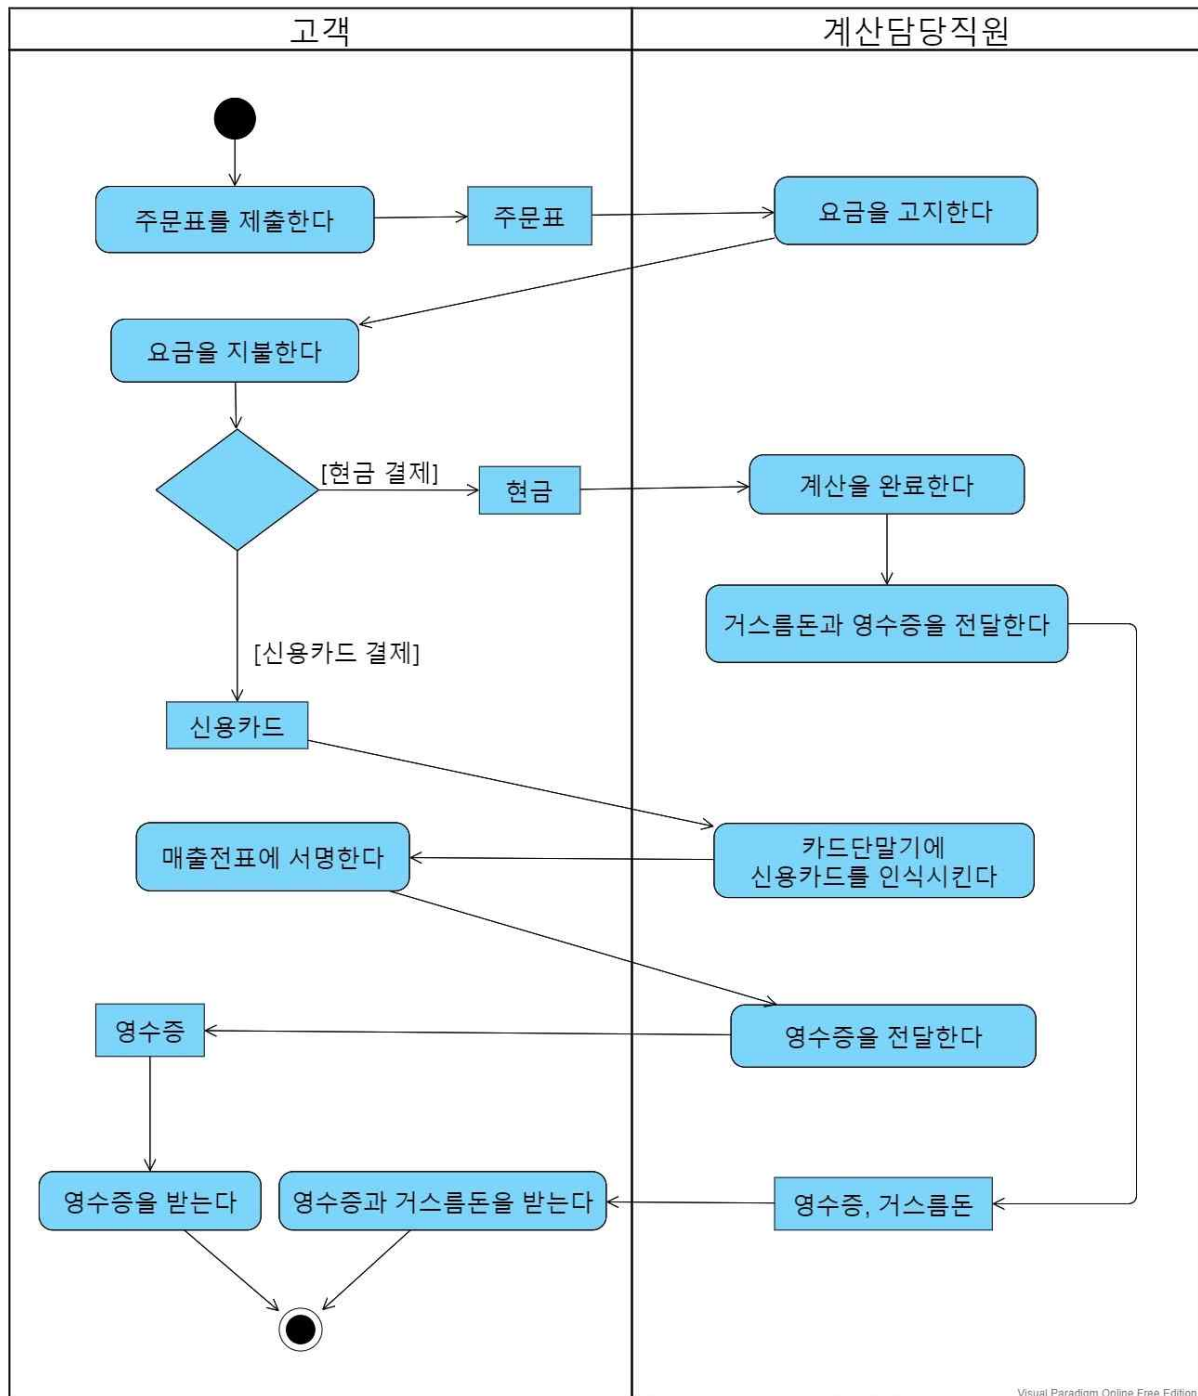 고객
계산담당직원
주문표를 제출한다
주문표
요금을 고지한다
요금을 지불한다
[현금 결제]
현금
계산을 완료한다
거스름돈과 영수증을 전달한다
[신용카드 결제]
신용카드
매출전표에 서명한다
카드단말기에
신용카드를 인식시킨다
영수증
영수증을 전달한다
영수증을 받는다
영수증과 거스름돈을 받는다
영수증, 거스름돈
Visual Paradigm Online Free Edition